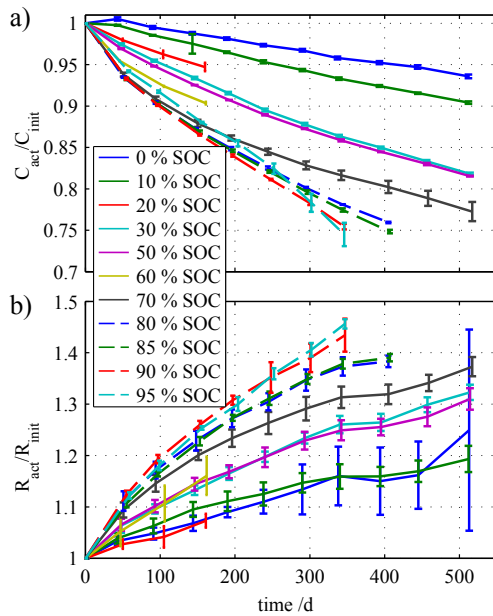 a)
1
0.95
0.9
0.85
0.8
0.75
0.7
C_act/C_init
0 % SOC
10 % SOC
20 % SOC
30 % SOC
50 % SOC
60 % SOC
70 % SOC
80 % SOC
85 % SOC
90 % SOC
95 % SOC
b)
1.5
1.4
1.3
1.2
1.1
1
R_act/R_init
0 100 200 300 400 500
time /d